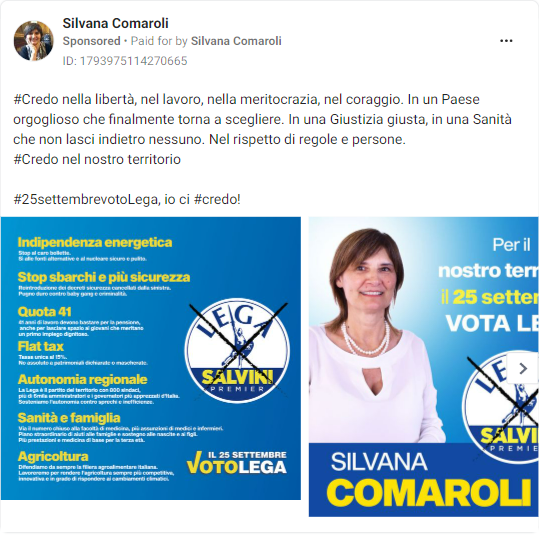 Silvana Comaroli
Sponsored • Paid for by Silvana Comaroli
ID: 1793975114270665
#Credo nella libertà, nel lavoro, nella meritocrazia, nel coraggio. In un Paese
orgoglioso che finalmente torna a scegliere. In una Giustizia giusta, in una Sanità
che non lasci indietro nessuno. Nel rispetto di regole e persone.
#Credo nel nostro territorio
#25settembrevotoLega, io ci #credo!
Indipendenza energetica
Stop al caro bollette.
Sì alle fonti alternative e al nucleare sicuro e pulito.
Stop sbarchi e più sicurezza
Reintroduzione dei decreti sicurezza cancellati dalla sinistra.
Pugno duro contro baby gang e criminalità.
Quota 41
41 anni di lavoro devono bastare per la pensione,
anche per lasciare spazio ai giovani che meritano
un primo impiego dignitoso.
Flat tax
Tassa unica al 15%.
No assoluto a patrimoniali dichiarate o mascherate.
Autonomia regionale
La Lega è il partito del territorio con 800 sindaci,
più di 6mila amministratori e i governatori più apprezzati d'Italia.
Sosteniamo l'autonomia contro sprechi e inefficienze.
Sanità e famiglia
Via il numero chiuso alla facoltà di medicina, più assunzioni di medici e infermieri.
Piano straordinario di aiuti alle famiglie e sostegno alle nascite e ai figli.
Più prestazioni e medicina di base per la terza età.
Agricoltura
Difendiamo da sempre la filiera agroalimentare italiana.
Lavoreremo per rendere l'agricoltura sempre più competitiva,
innovativa e in grado di rispondere ai cambiamenti climatici.
LEGA
SALVINI
PREMIER
IL 25 SETTEMBRE
VOTOLEGA
Per il
nostro terr
il 25 sette
VOTA LE
LE
SALV
PREMIE
SILVANA
COMAROLI